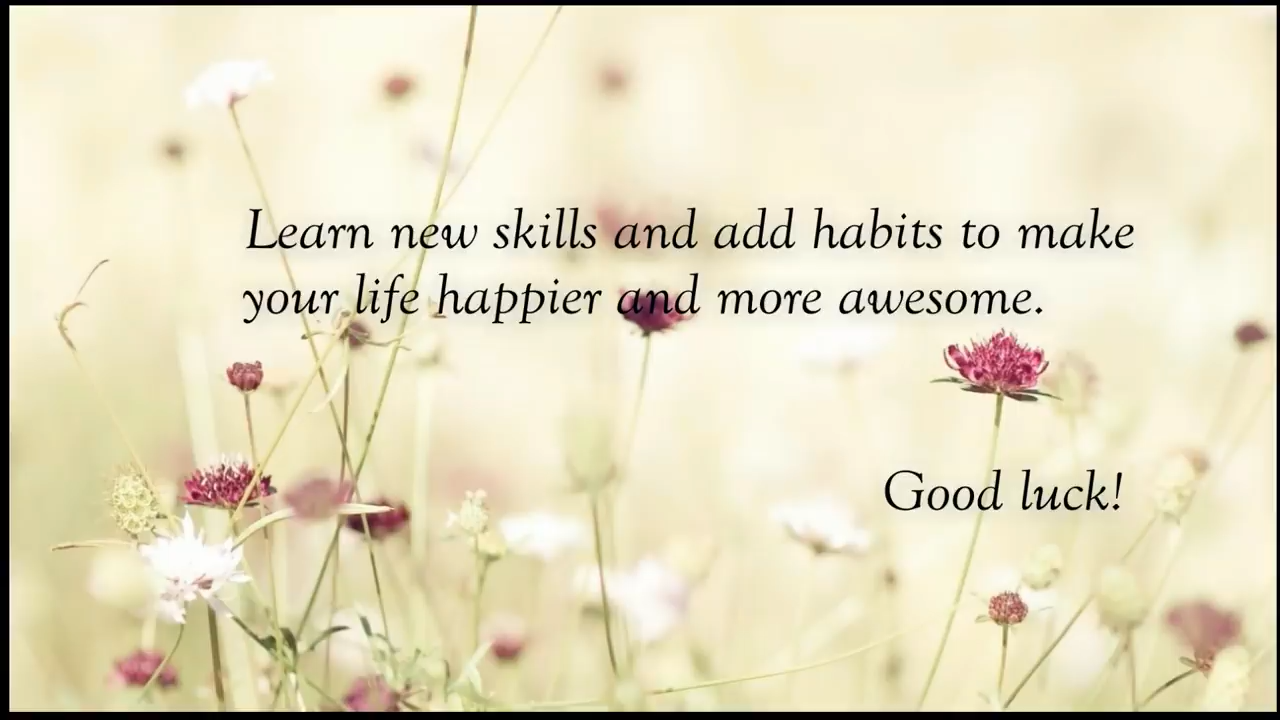 Learn new skills and add habits to make
your life happier and more awesome.
Good luck!